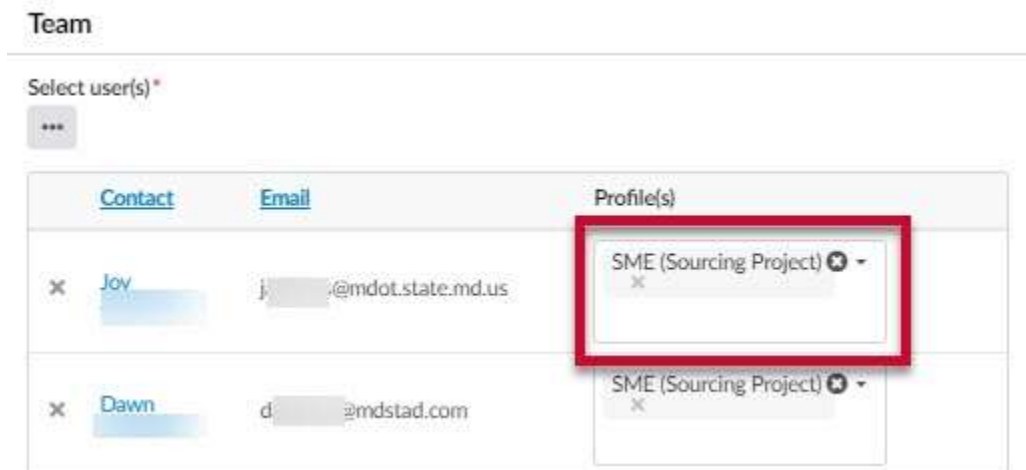 Team
Select user(s)*
•••
Contact Email Profile(s)
SME (Sourcing Project)
Joy @mdot.state.md.us
SME (Sourcing Project)
Dawn d @mdstad.com